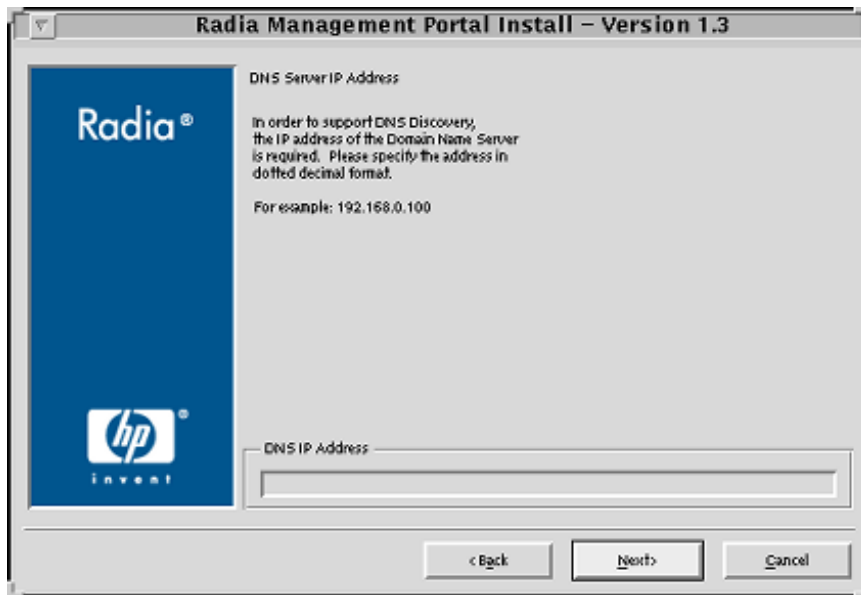 Radia Management Portal Install – Version 1.3
Radia®
DNS Server IP Address
In order to support DNS Discovery,
the IP address of the Domain Name Server
is required. Please specify the address in
dotted decimal format.
For example: 192.168.0.100
hp®
invent
DNS IP Address
< Back
Next>
Cancel